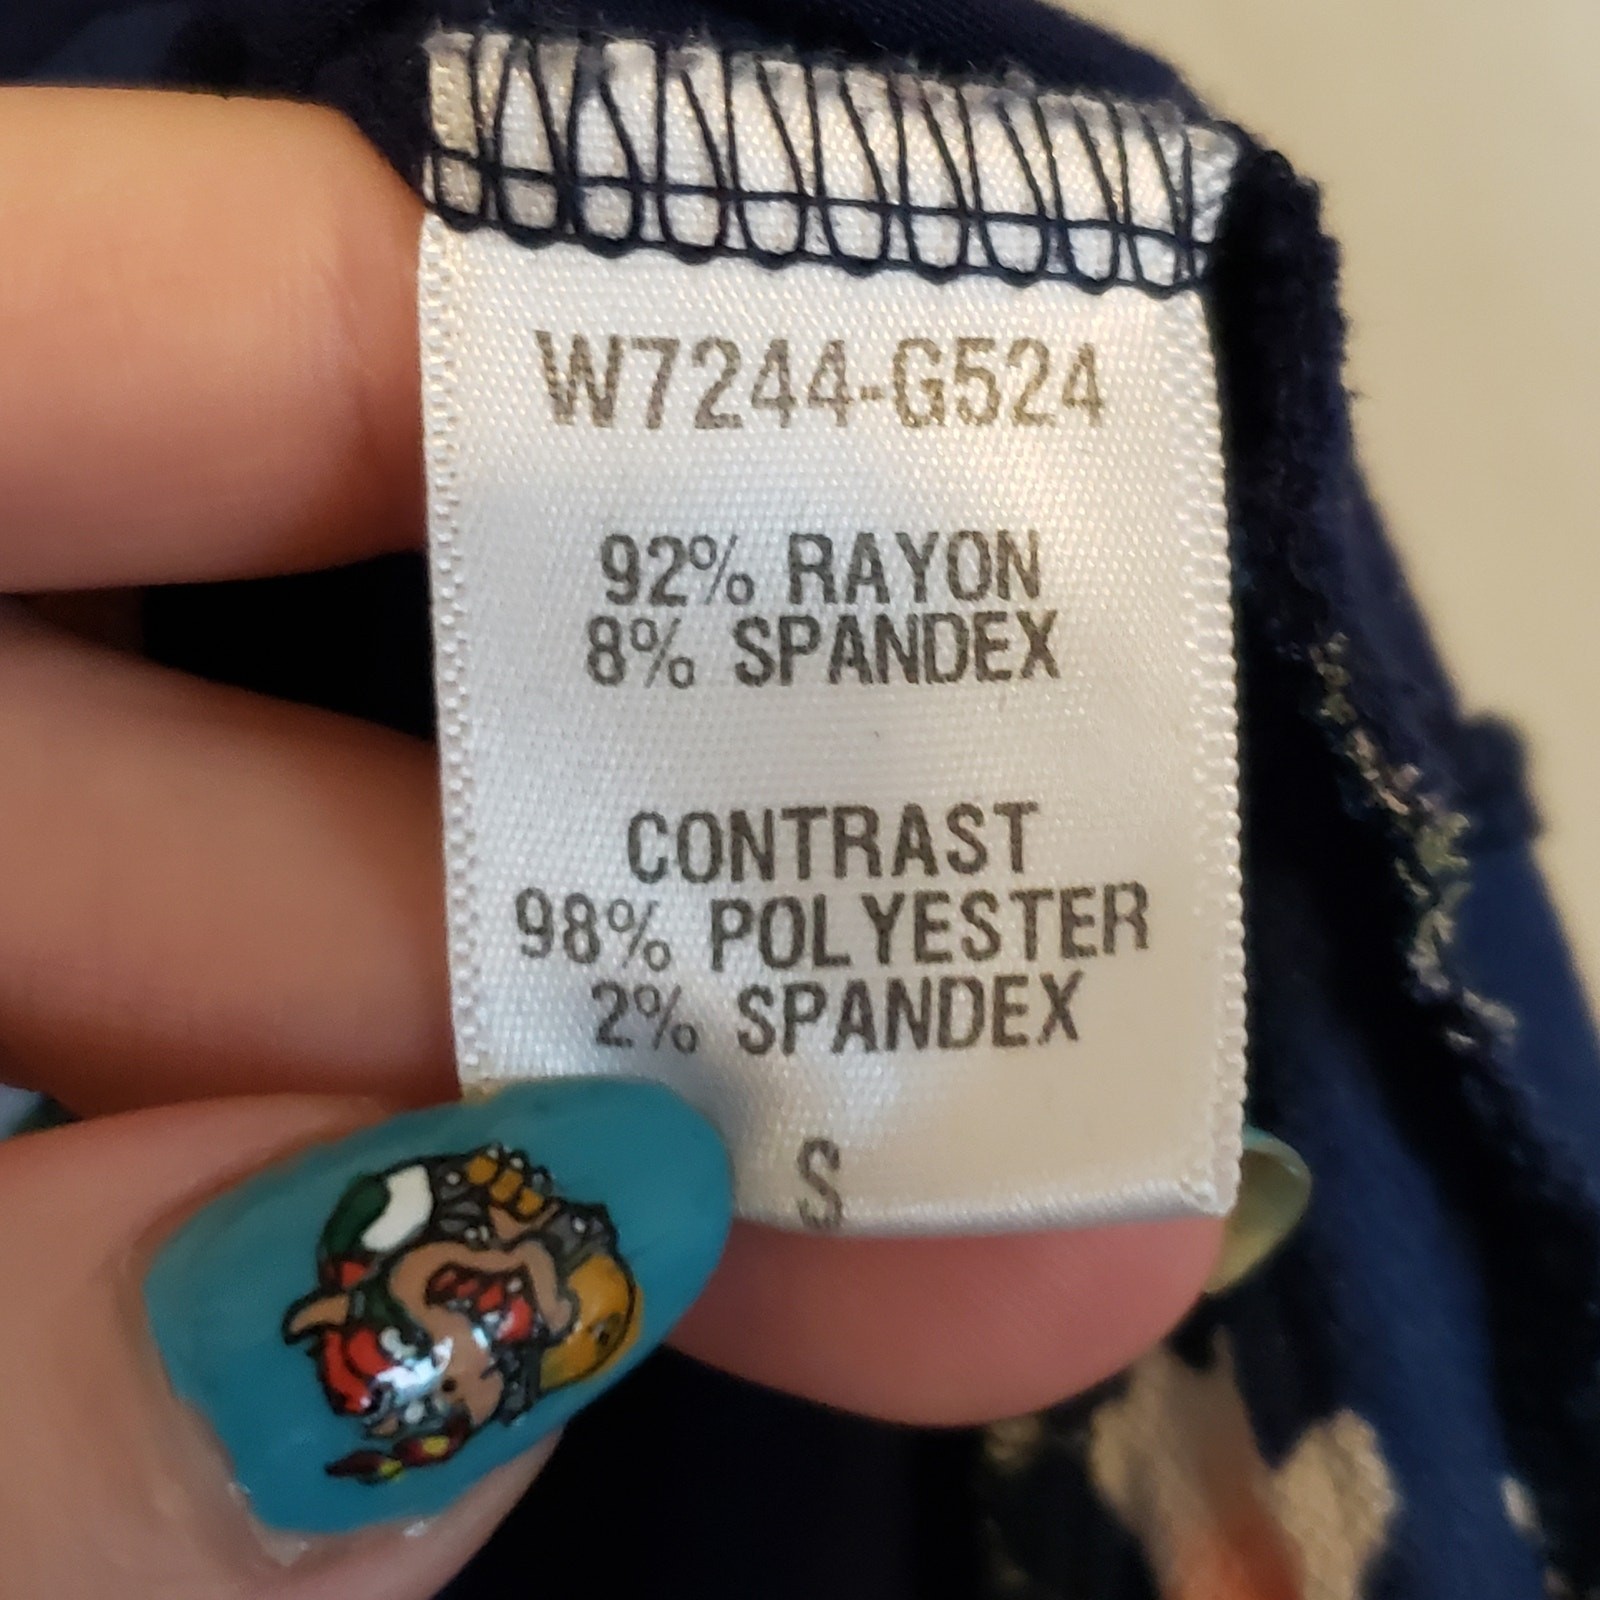 W7244-G524
92% RAYON
8% SPANDEX
CONTRAST
98% POLYESTER
2% SPANDEX
S